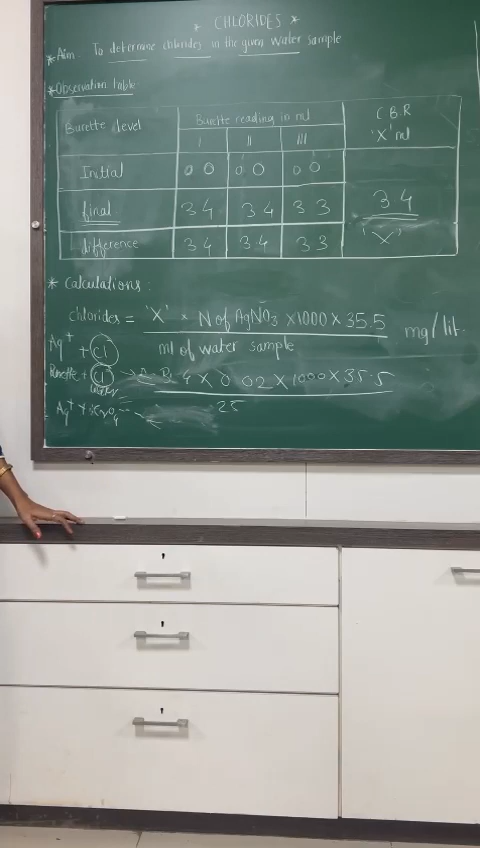 * CHLORIDES *
* Aim: To determine chlorides in the given water sample
* Observation table
Burette level Burette reading in ml C.B.R 'X' ml
I II III
Initial 0.0 0.0 0.0
final 3.4 3.4 3.3 3.4
difference 3.4 3.4 3.3 'X'
* Calculations:
chlorides = 'X' × N of AgNO3 × 1000 × 35.5 mg/lit.
ml of water sample
Ag+ + Cl-
Burette + Cl- 3.4 × 0.02 × 1000 × 35.5
25
Ag+